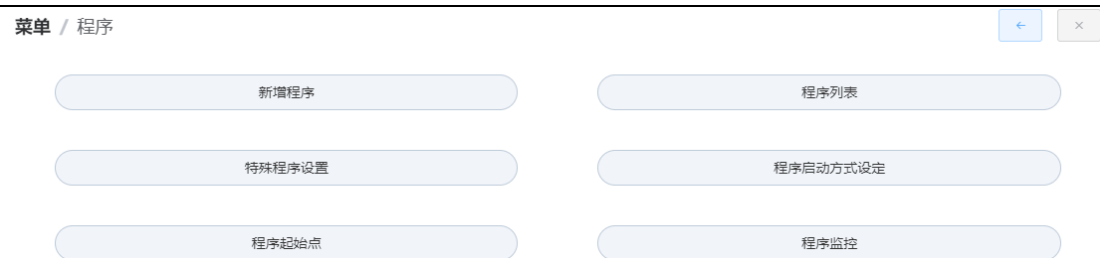 菜单 / 程序
新增程序
程序列表
特殊程序设置
程序启动方式设定
程序起始点
程序监控